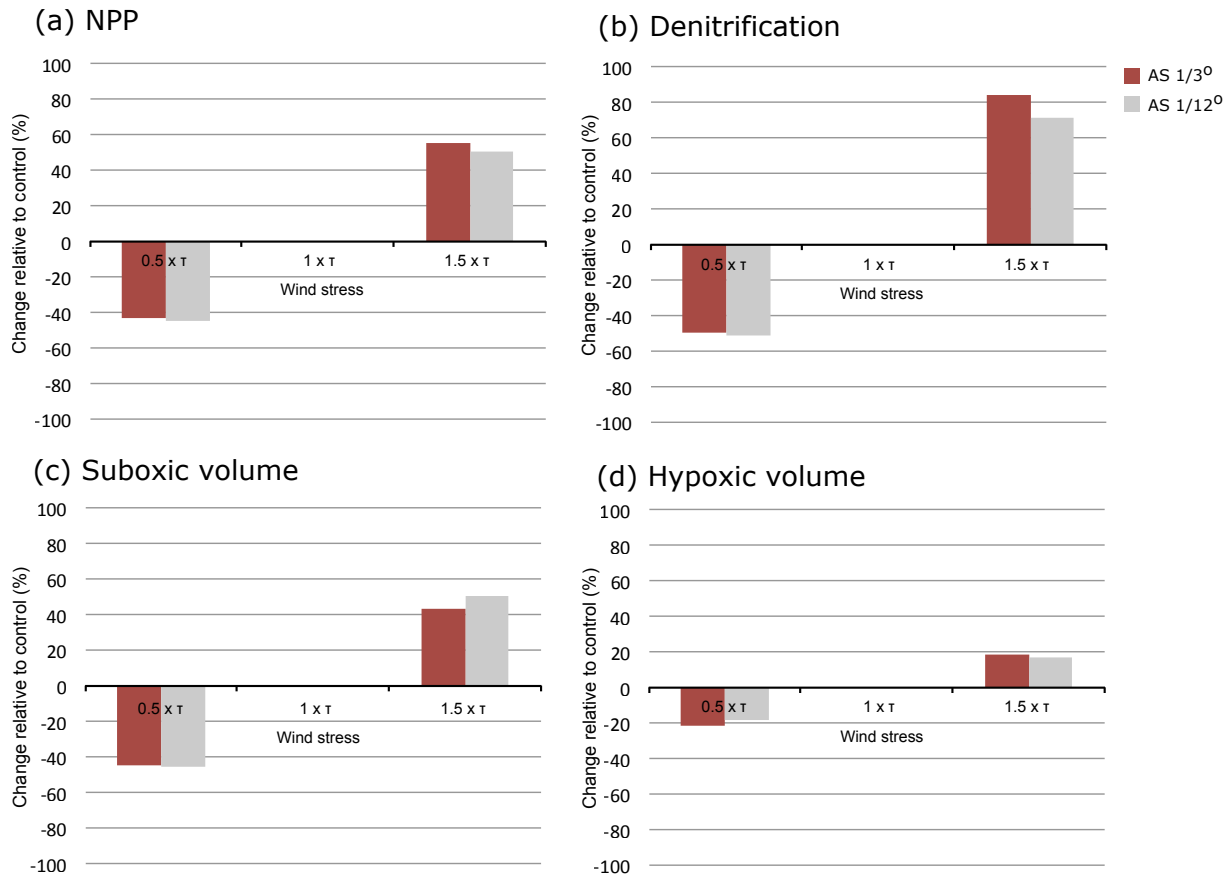 (a) NPP
Change relative to control (%)
100
80
60
40
20
0
-20
-40
-60
-80
-100
0.5 x τ
1 x τ
1.5 x τ
Wind stress
(b) Denitrification
Change relative to control (%)
100
80
60
40
20
0
-20
-40
-60
-80
-100
0.5 x τ
1 x τ
1.5 x τ
Wind stress
AS 1/3º
AS 1/12º
(c) Suboxic volume
Change relative to control (%)
100
80
60
40
20
0
-20
-40
-60
-80
-100
0.5 x τ
1 x τ
1.5 x τ
Wind stress
(d) Hypoxic volume
Change relative to control (%)
100
80
60
40
20
0
-20
-40
-60
-80
-100
0.5 x τ
1 x τ
1.5 x τ
Wind stress